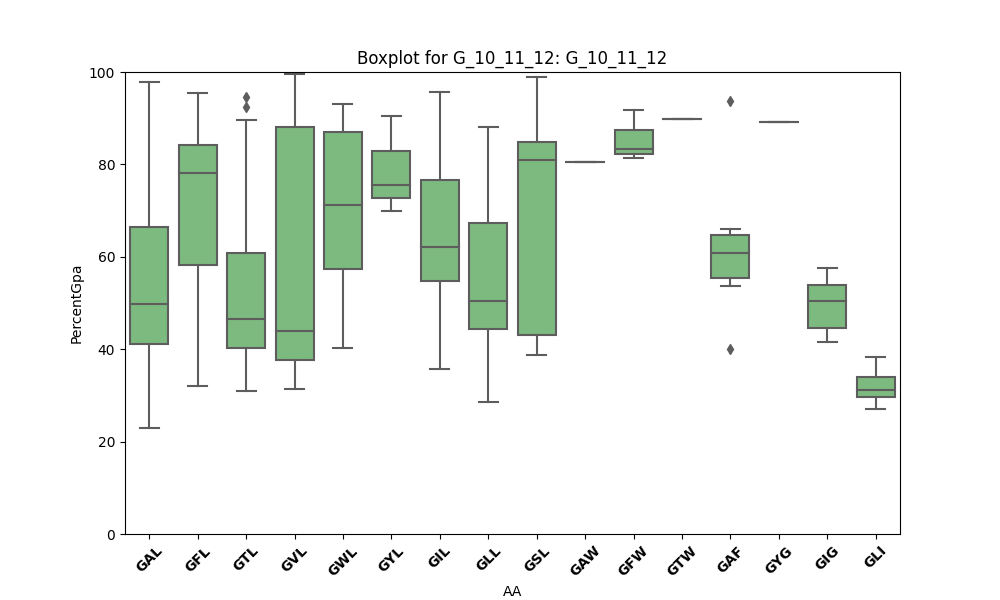 Boxplot for G_10_11_12: G_10_11_12
100
80
60
40
20
0
PercentGpa
GAL GFL GTL GVL GWL GYL GIL GLL GSL GAW GFW GTW GAF GYG GIG GLI
AA